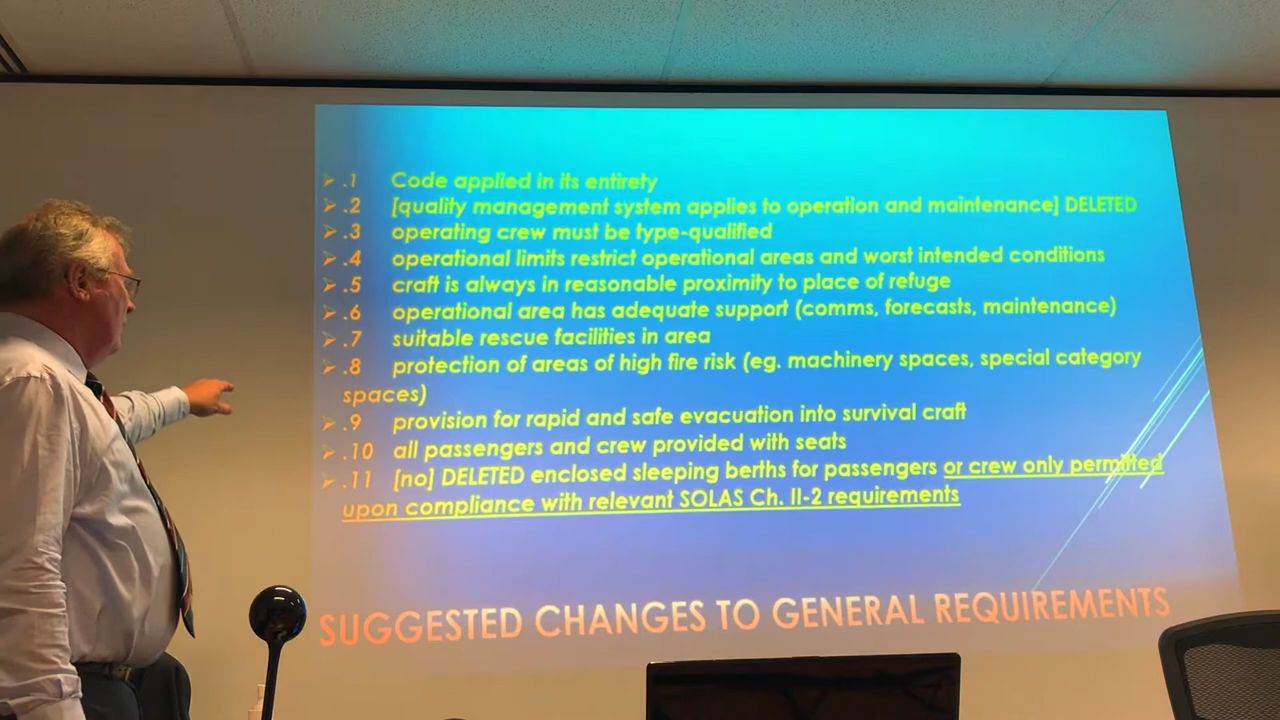 ➢ .1 Code applied in its entirety
➢ .2 [quality management system applies to operation and maintenance] DELETED
➢ .3 operating crew must be type-qualified
➢ .4 operational limits restrict operational areas and worst intended conditions
➢ .5 craft is always in reasonable proximity to place of refuge
➢ .6 operational area has adequate support (comms, forecasts, maintenance)
➢ .7 suitable rescue facilities in area
➢ .8 protection of areas of high fire risk (eg. machinery spaces, special category
spaces)
➢ .9 provision for rapid and safe evacuation into survival craft
➢ .10 all passengers and crew provided with seats
➢ .11 [no] DELETED enclosed sleeping berths for passengers or crew only permitted
upon compliance with relevant SOLAS Ch. II-2 requirements
SUGGESTED CHANGES TO GENERAL REQUIREMENTS